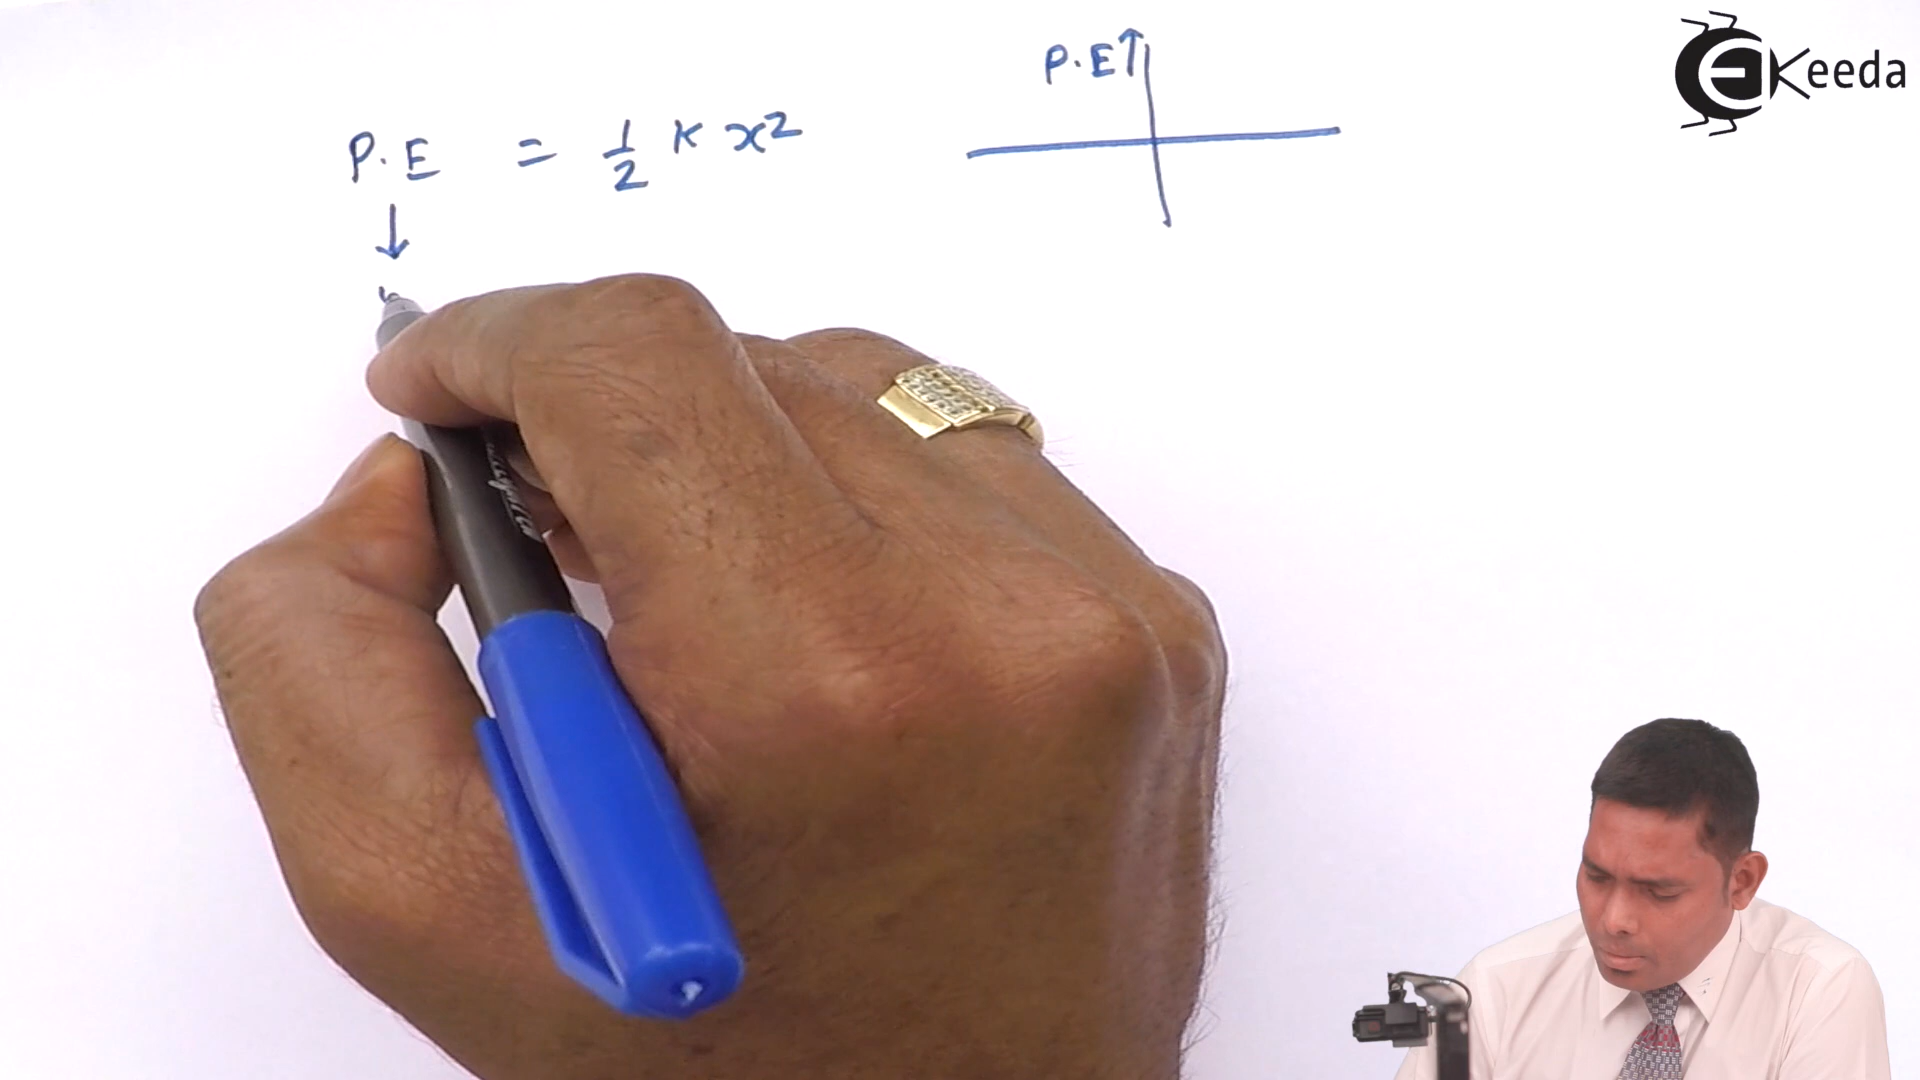 P.E = 1/2 K x²
P.E↑
Keeda